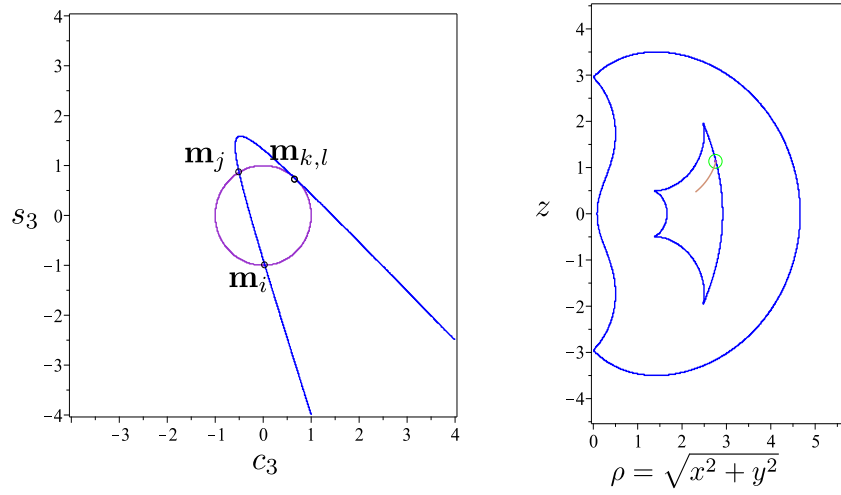 4
3
2
1
0
−1
−2
−3
−4
s₃
m_j
m_{k,l}
m_i
−3 −2 −1 0 1 2 3 4
c₃
4
3
2
1
0
−1
−2
−3
−4
z
0 1 2 3 4 5
ρ = √(x² + y²)